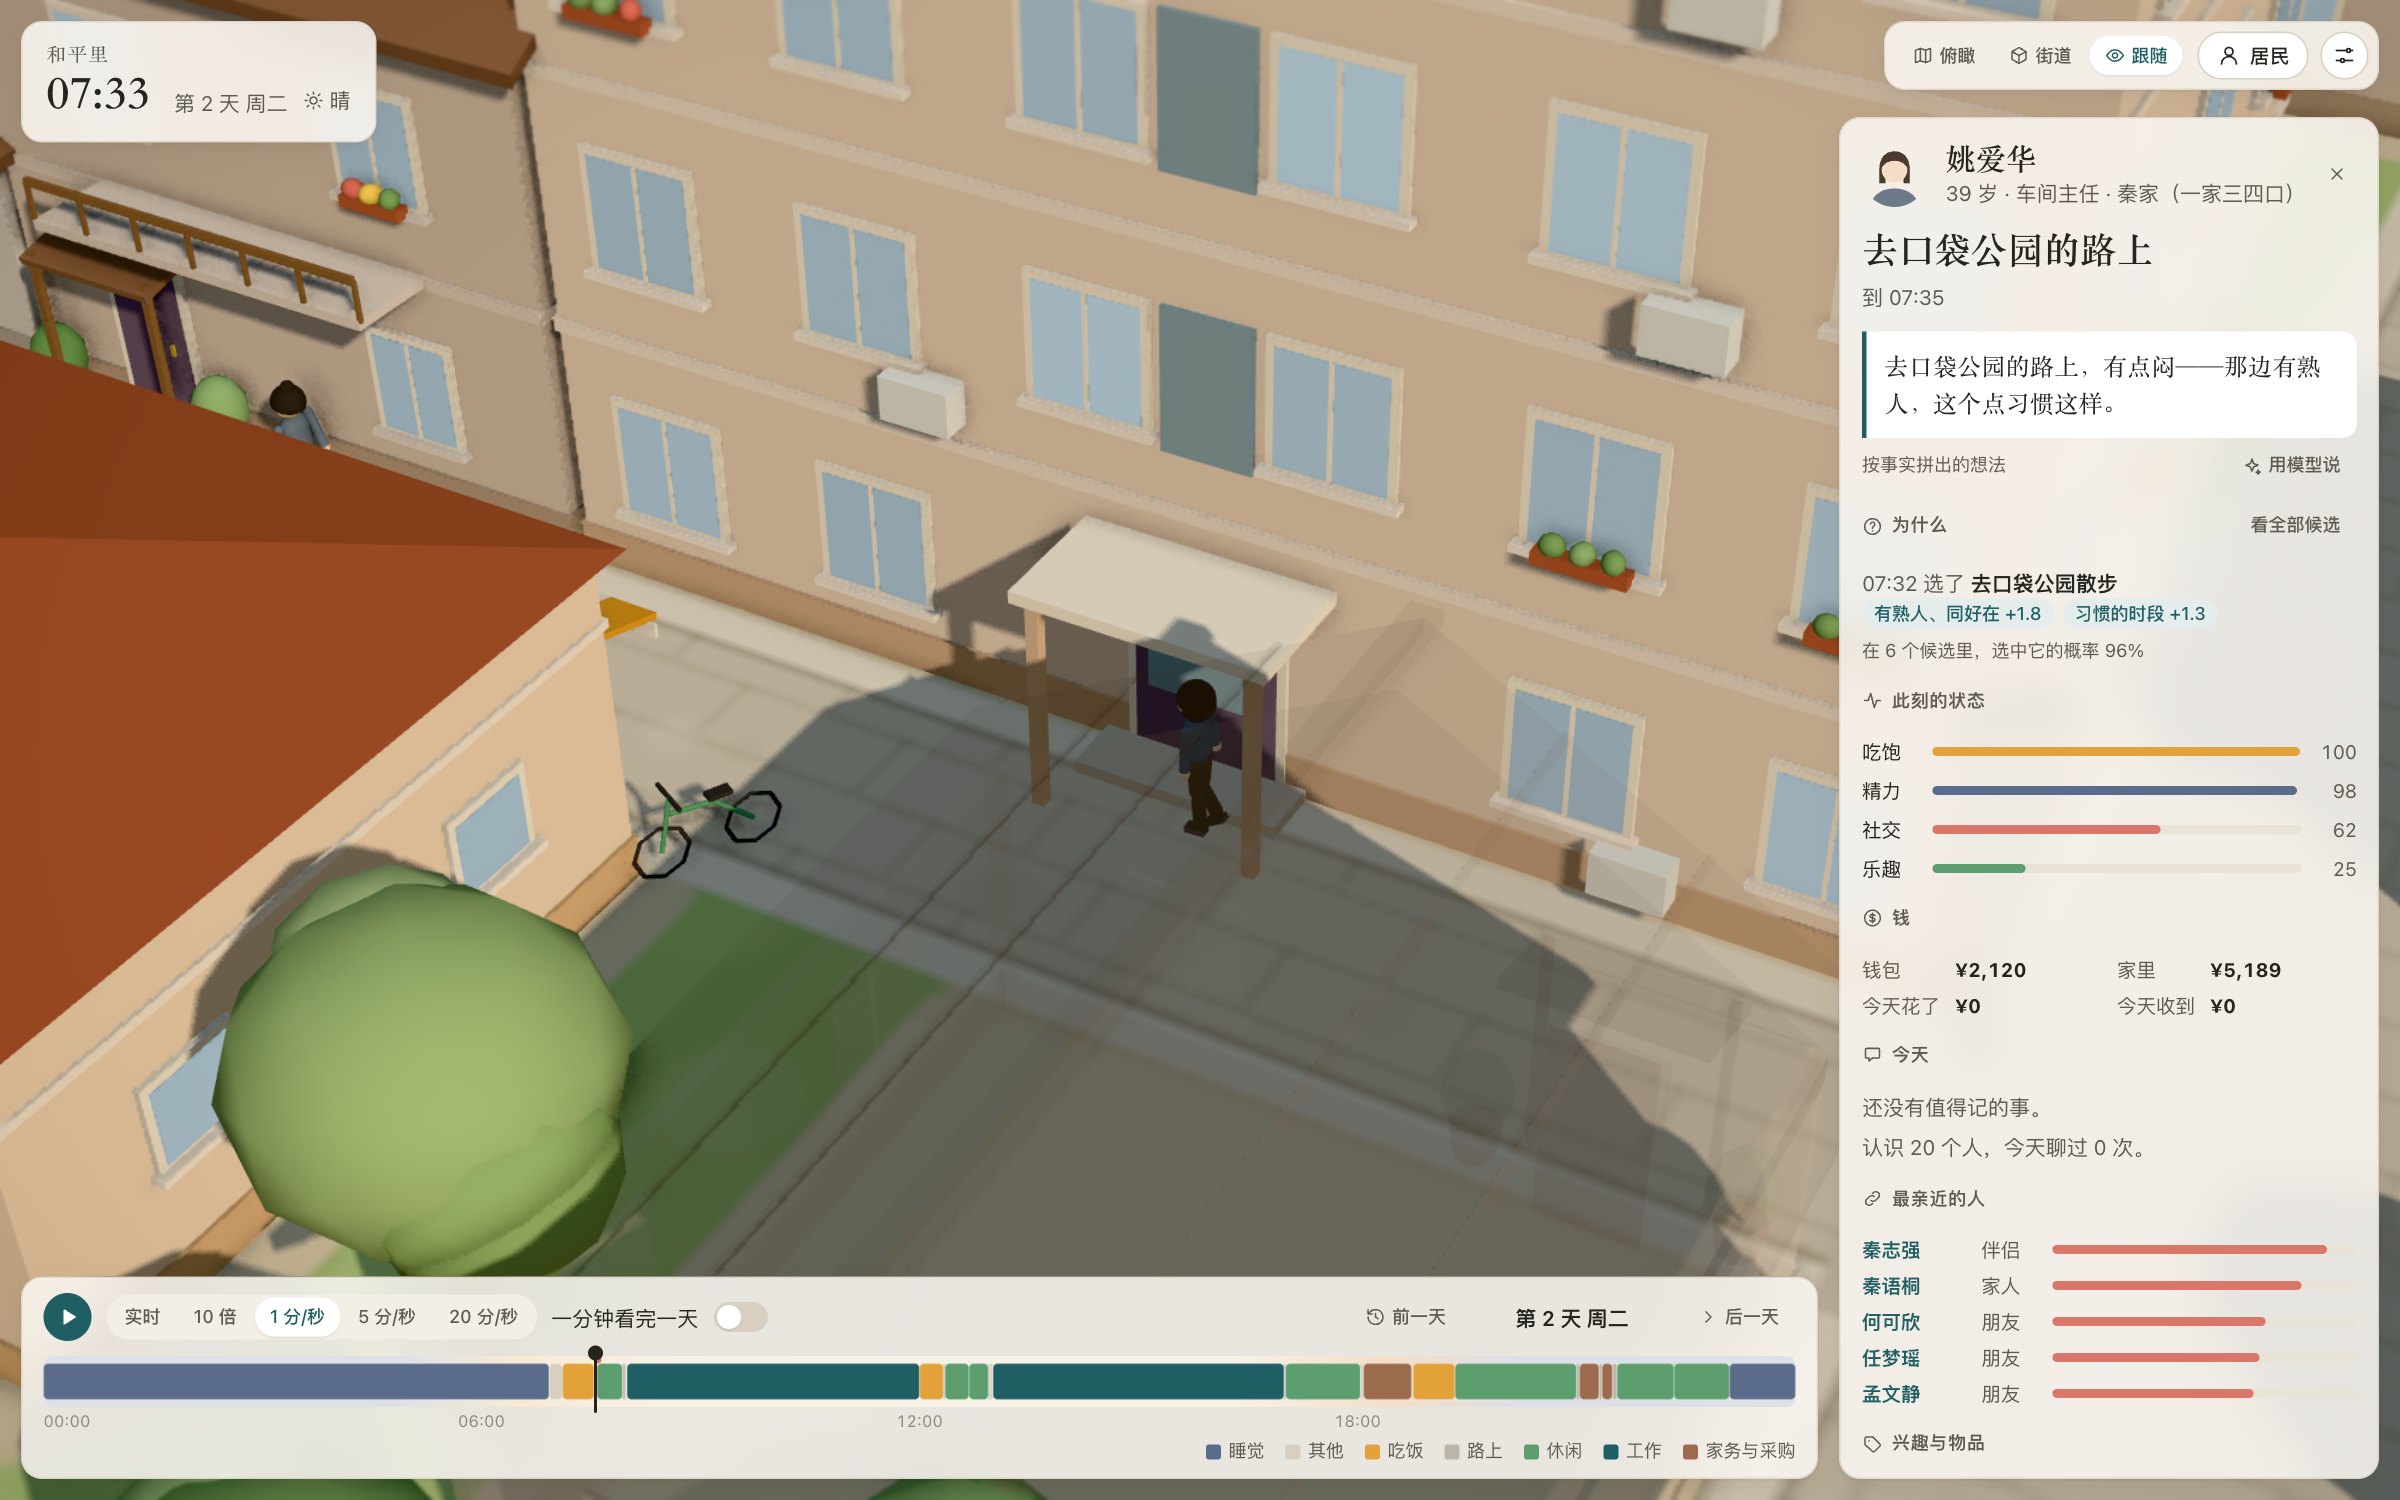 和平里
07:33 第 2 天 周二 晴
俯瞰 街道 跟随 居民
姚爱华
39 岁 · 车间主任 · 秦家（一家三四口）
去口袋公园的路上
到 07:35
去口袋公园的路上，有点闷——那边有熟
人，这个点习惯这样。
按事实拼出的想法 用模型说
为什么 看全部候选
07:32 选了 去口袋公园散步
有熟人、同好在 +1.8 习惯的时段 +1.3
在 6 个候选里，选中它的概率 96%
此刻的状态
吃饱 100
精力 98
社交 62
乐趣 25
钱
钱包 ¥2,120 家里 ¥5,189
今天花了 ¥0 今天收到 ¥0
今天
还没有值得记的事。
认识 20 个人，今天聊过 0 次。
最亲近的人
秦志强 伴侣
秦语桐 家人
何可欣 朋友
任梦瑶 朋友
孟文静 朋友
兴趣与物品
实时 10 倍 1 分/秒 5 分/秒 20 分/秒 一分钟看完一天 前一天 第 2 天 周二 后一天
00:00 06:00 12:00 18:00
睡觉 其他 吃饭 路上 休闲 工作 家务与采购